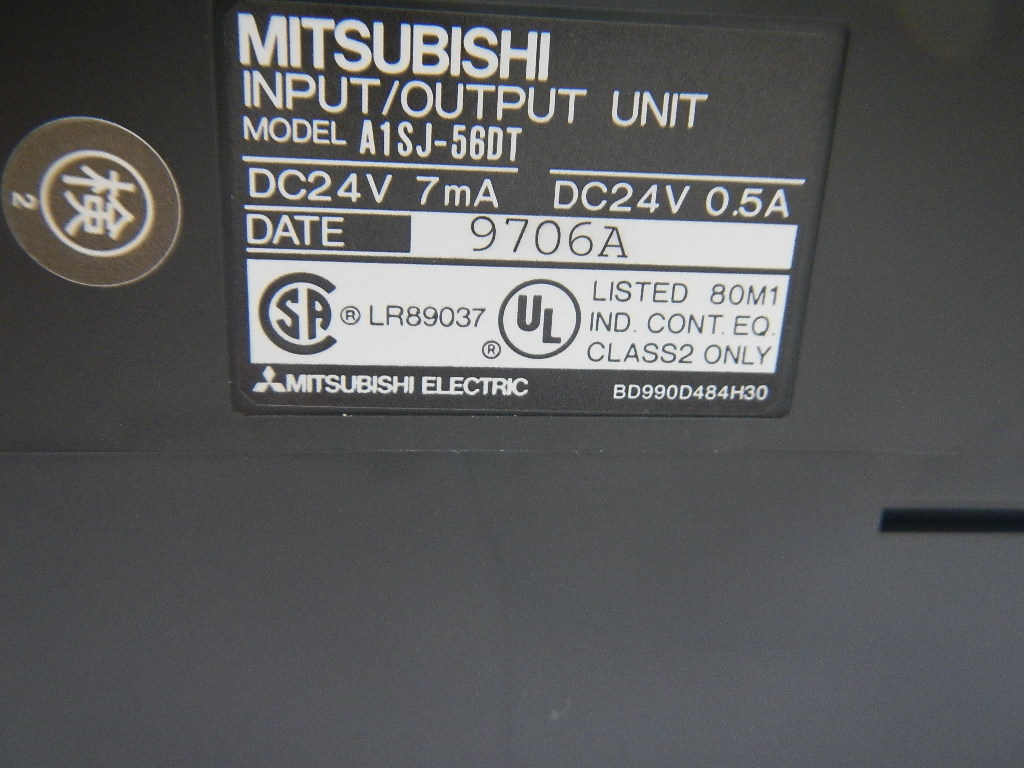 MITSUBISHI
INPUT/OUTPUT UNIT
MODEL A1SJ-56DT
DC24V 7mA DC24V 0.5A
DATE 9706A
SA ® LR89037 UL ® LISTED 80M1
IND. CONT. EQ.
CLASS2 ONLY
MITSUBISHI ELECTRIC BD990D484H30
検
2